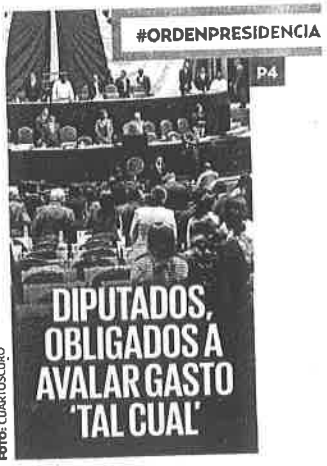 #ORDENPRESIDENCIA
P4
DIPUTADOS,
OBLIGADOS A
AVALAR GASTO
'TAL CUAL'
FOTO: CUARTOSCURO